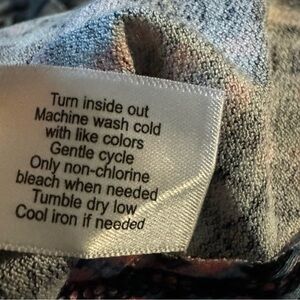 Turn inside out
Machine wash cold
with like colors
Gentle cycle
Only non-chlorine
bleach when needed
Tumble dry low
Cool iron if needed